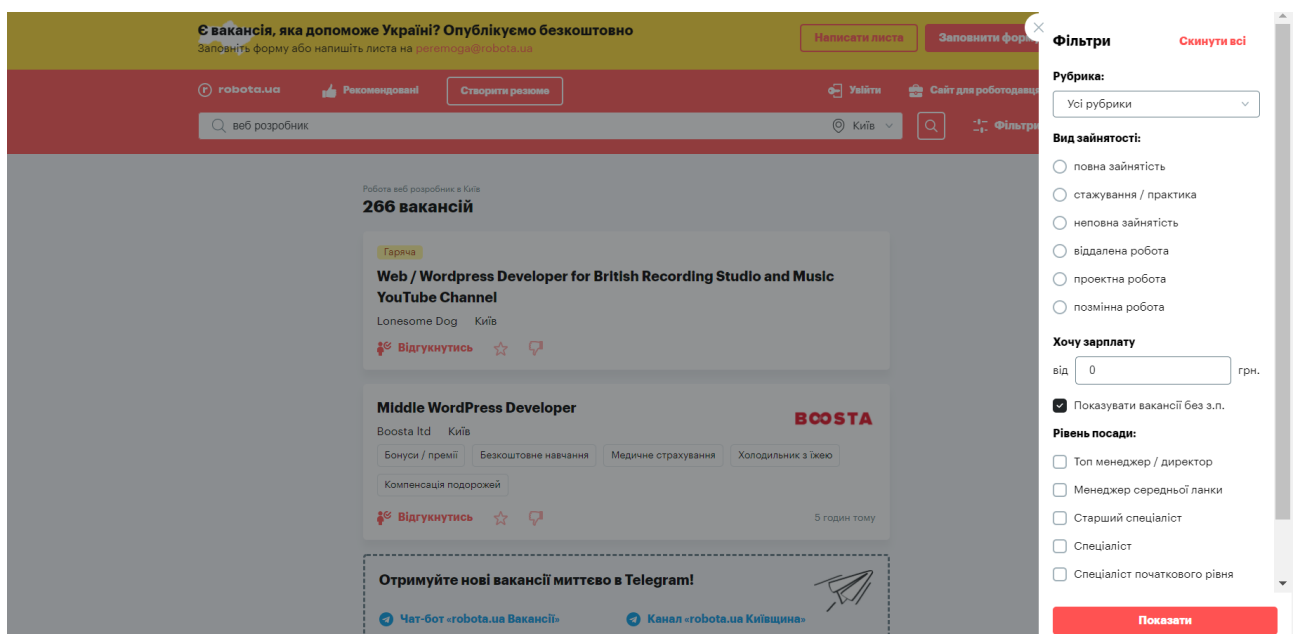 Є вакансія, яка допоможе Україні? Опублікуємо безкоштовно
Заповніть форму або напишіть листа на peremoga@robota.ua
Написати листа
Заповнити фор
robota.ua
Рекомендовані
Створити резюме
Увійти
Сайт для роботодавц
веб розробник
Київ
Фільтри
Робота веб розробник в Київ
266 вакансій
Гаряча
Web / Wordpress Developer for British Recording Studio and Music
YouTube Channel
Lonesome Dog Київ
Відгукнутись
Middle WordPress Developer
BOOSTA
Boosta ltd Київ
Бонуси / премії Безкоштовне навчання Медичне страхування Холодильник з їжею
Компенсація подорожей
Відгукнутись
5 годин тому
Отримуйте нові вакансії миттєво в Telegram!
Чат-бот «robota.ua Вакансії»
Канал «robota.ua Київщина»
Фільтри
Скинути всі
Рубрика:
Усі рубрики
Вид зайнятості:
повна зайнятість
стажування / практика
неповна зайнятість
віддалена робота
проектна робота
позмінна робота
Хочу зарплату
від 0 грн.
Показувати вакансії без з.п.
Рівень посади:
Топ менеджер / директор
Менеджер середньої ланки
Старший спеціаліст
Спеціаліст
Спеціаліст початкового рівня
Показати